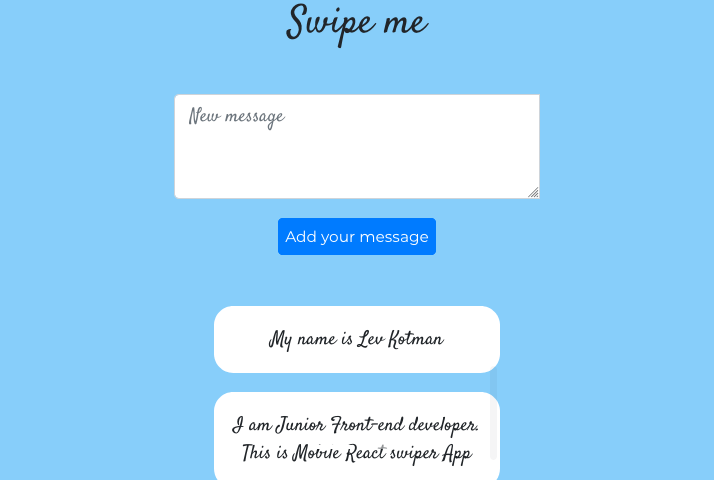 Swipe me
New message
Add your message
My name is Lev Kotman
I am Junior Front-end developer.
This is Mobile React swiper App